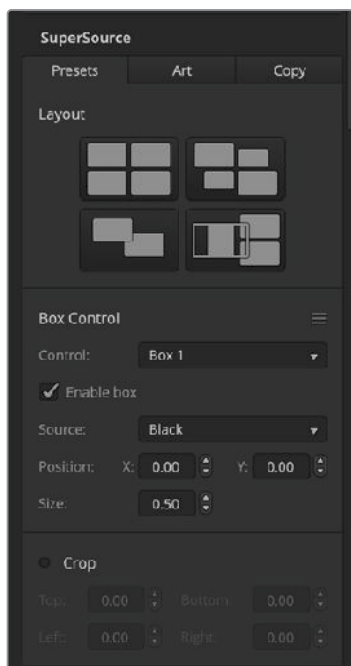 SuperSource
Presets Art Copy
Layout
Box Control
Control: Box 1
Enable box
Source: Black
Position: X: 0.00 Y: 0.00
Size: 0.50
Crop
Top: 0.00 Bottom: 0.00
Left: 0.00 Right: 0.00